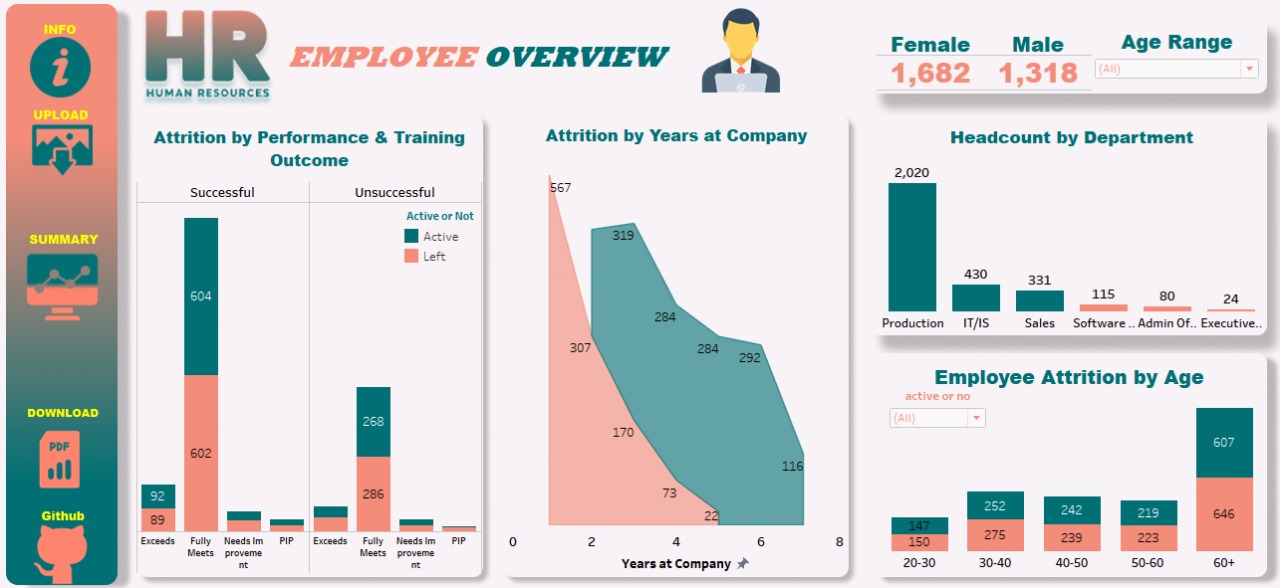 INFO
UPLOAD
SUMMARY
DOWNLOAD
PDF
Github
HR
HUMAN RESOURCES
EMPLOYEE OVERVIEW
Female
1,682
Male
1,318
Age Range
(All)
Attrition by Performance & Training
Outcome
Successful
Unsuccessful
Active or Not
Active
Left
604
602
92
89
268
286
Exceeds
Fully
Meets
Needs Im
proveme
nt
PIP
Exceeds
Fully
Meets
Needs Im
proveme
nt
PIP
Attrition by Years at Company
567
319
307
284
284
292
170
116
73
22
0 2 4 6 8
Years at Company
Headcount by Department
2,020
430
331
115
80
24
Production IT/IS Sales Software .. Admin Of.. Executive..
Employee Attrition by Age
active or no
(All)
607
646
252
275
242
239
219
223
147
150
20-30 30-40 40-50 50-60 60+